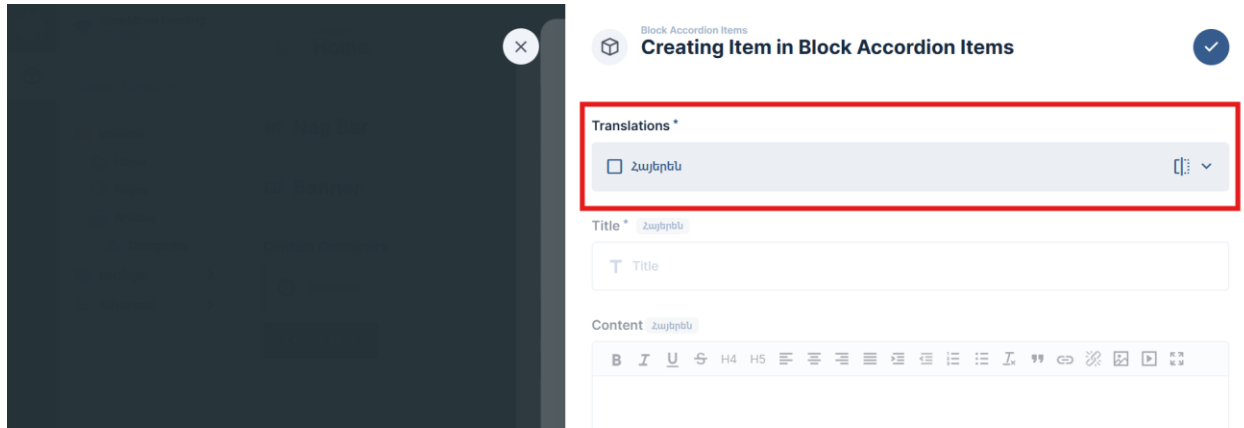 Block Accordion Items
Creating Item in Block Accordion Items
Translations *
Հայերեն
Title * Հայերեն
T Title
Content Հայերեն
B I U S H4 H5